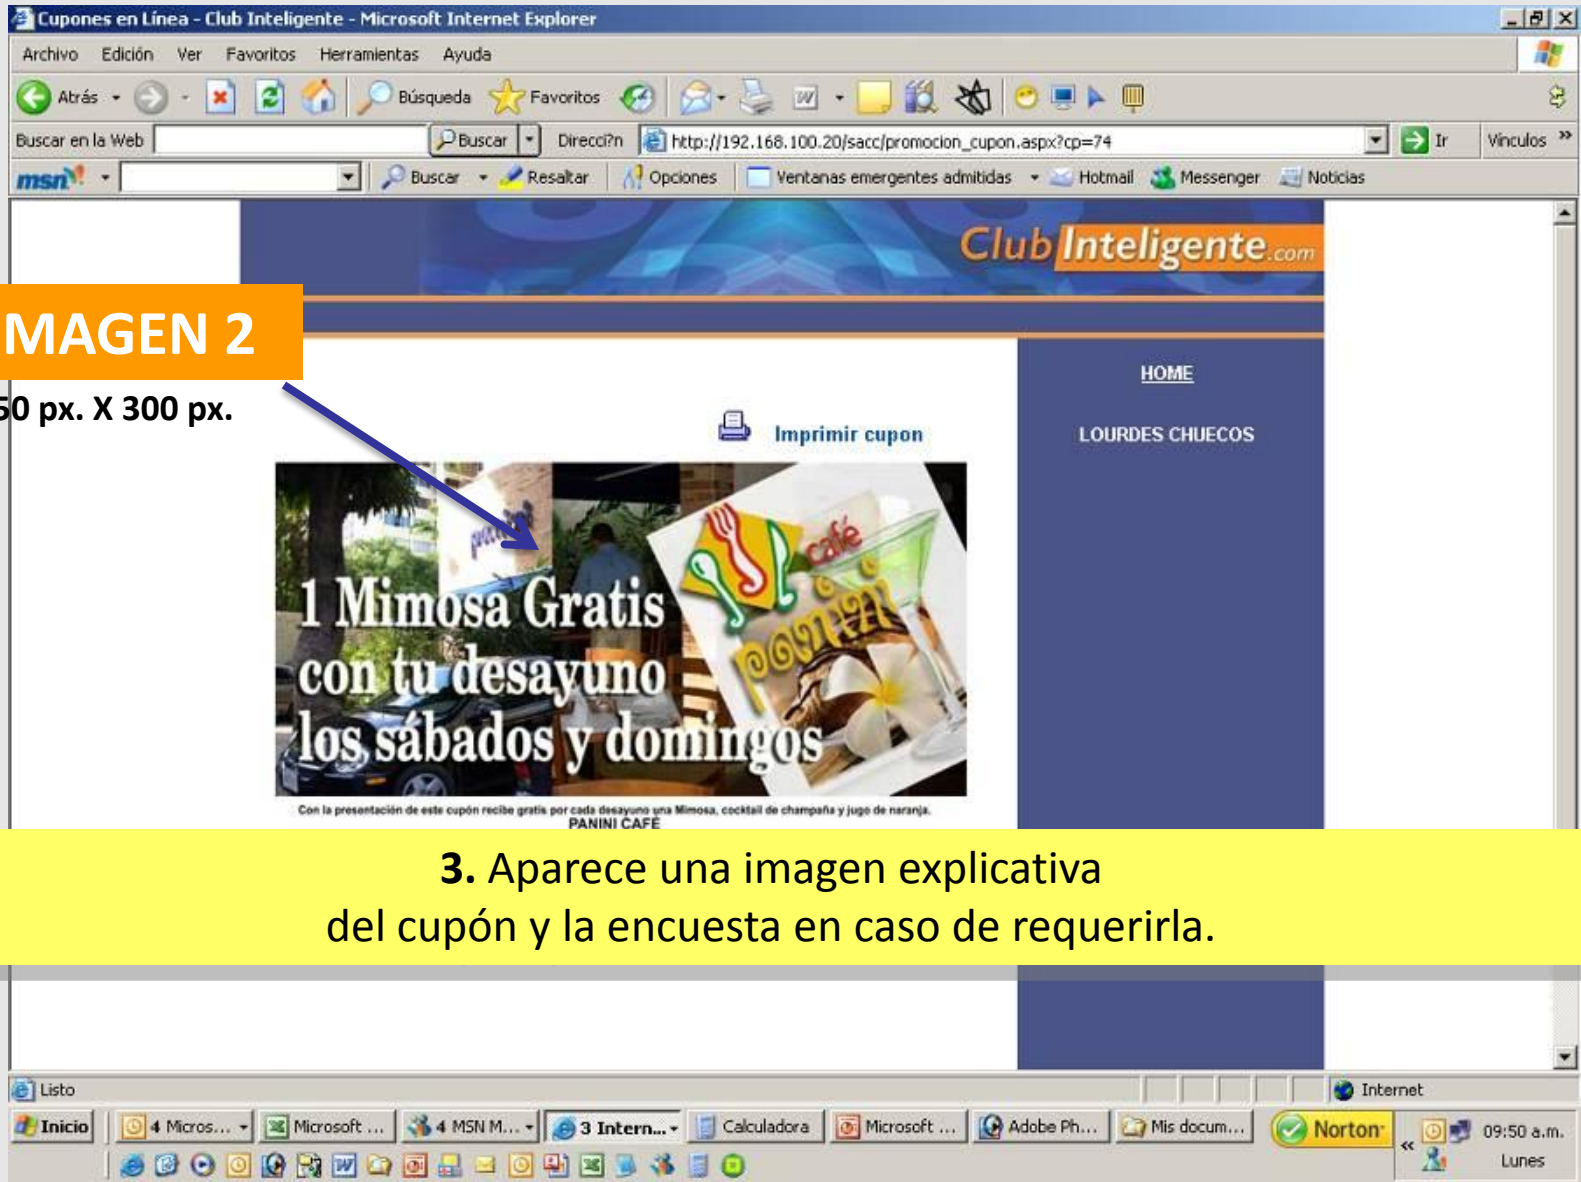 Cupones en Línea - Club Inteligente - Microsoft Internet Explorer
Archivo Edición Ver Favoritos Herramientas Ayuda
Atrás Búsqueda Favoritos
Buscar en la Web Buscar Direcci?n http://192.168.100.20/sacc/promocion_cupon.aspx?cp=74 Ir Vínculos »
msn Buscar Resaltar Opciones Ventanas emergentes admitidas Hotmail Messenger Noticias
Club Inteligente.com
MAGEN 2
50 px. X 300 px.
HOME
Imprimir cupon
LOURDES CHUECOS
panini
café
panini
1 Mimosa Gratis
con tu desayuno
los sábados y domingos
Con la presentación de este cupón recibe gratis por cada desayuno una Mimosa, cocktail de champaña y jugo de naranja.
PANINI CAFÉ
3. Aparece una imagen explicativa
del cupón y la encuesta en caso de requerirla.
Listo Internet
Inicio 4 Micros... Microsoft ... 4 MSN M... 3 Intern... Calculadora Microsoft ... Adobe Ph... Mis docum... Norton « 09:50 a.m.
Lunes